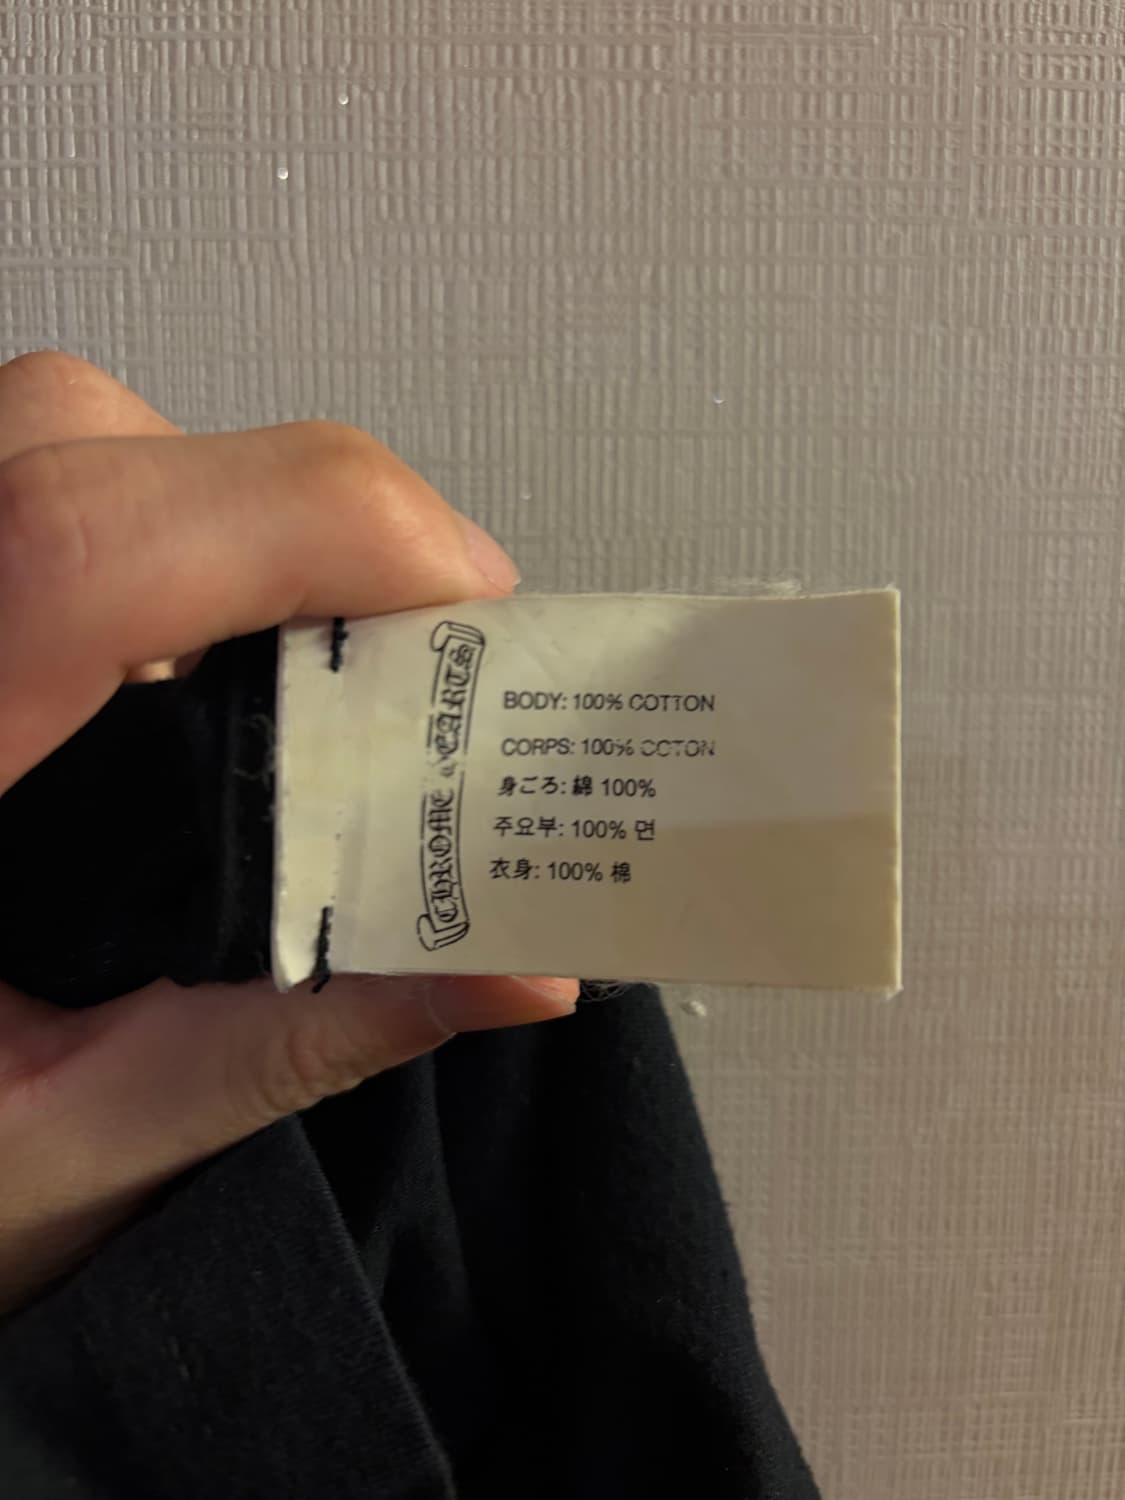 CHROME HEARTS
BODY: 100% COTTON
CORPS: 100% COTON
身ごろ: 綿 100%
주요부: 100% 면
衣身: 100% 棉